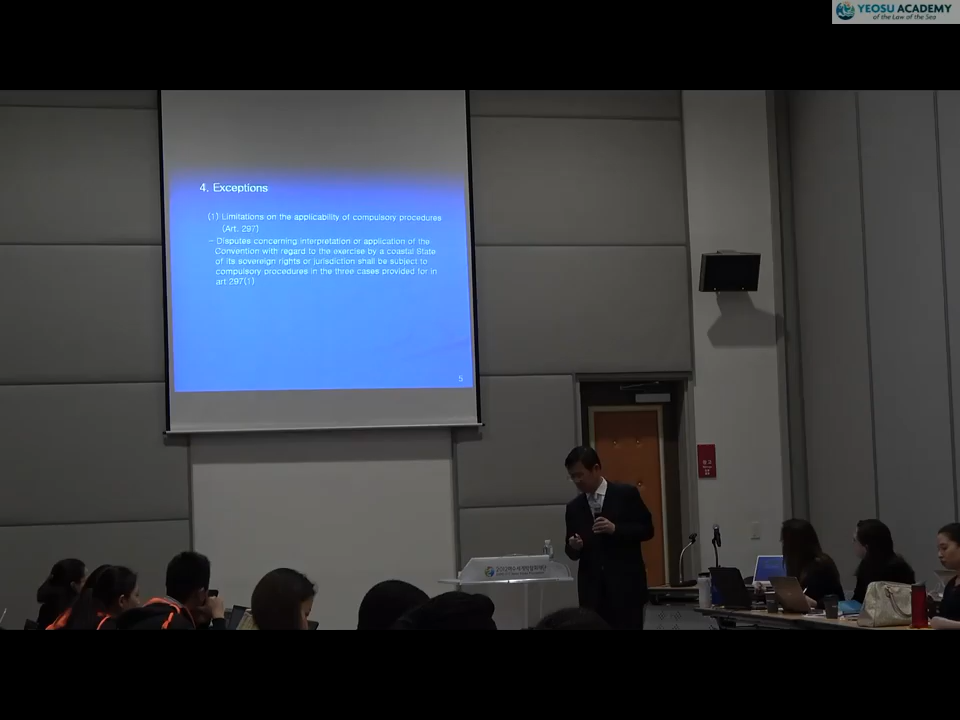 YEOSU ACADEMY
of the Law of the Sea
4. Exceptions
(1) Limitations on the applicability of compulsory procedures
(Art. 297)
– Disputes concerning interpretation or application of the
Convention with regard to the exercise by a coastal State
of its sovereign rights or jurisdiction shall be subject to
compulsory procedures in the three cases provided for in
art 297(1)
5